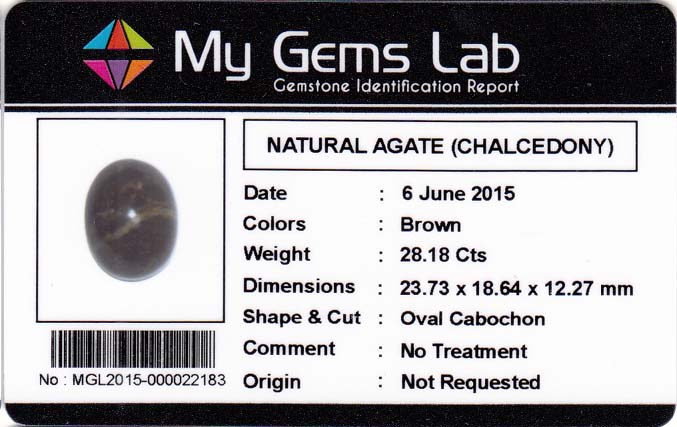 My Gems Lab
Gemstone Identification Report
NATURAL AGATE (CHALCEDONY)
Date : 6 June 2015
Colors : Brown
Weight : 28.18 Cts
Dimensions : 23.73 x 18.64 x 12.27 mm
Shape & Cut : Oval Cabochon
Comment : No Treatment
Origin : Not Requested
No : MGL2015-000022183